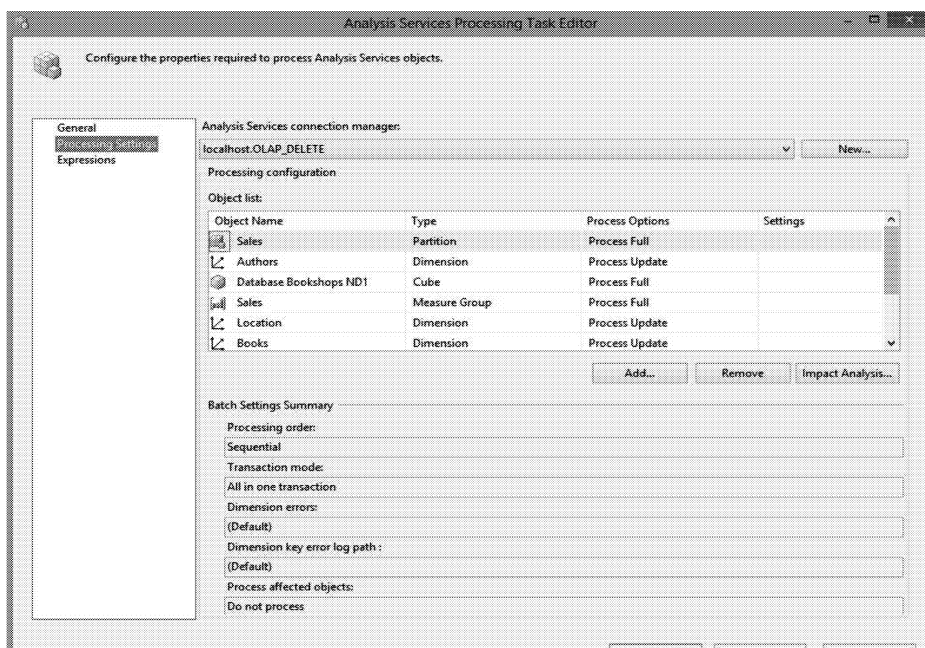 Analysis Services Processing Task Editor
Configure the properties required to process Analysis Services objects.
General
Processing Settings
Expressions
Analysis Services connection manager:
localhost.OLAP_DELETE
New...
Processing configuration
Object list:
Object Name Type Process Options Settings
Sales Partition Process Full
Authors Dimension Process Update
Database Bookshops ND1 Cube Process Full
Sales Measure Group Process Full
Location Dimension Process Update
Books Dimension Process Update
Add... Remove Impact Analysis...
Batch Settings Summary
Processing order:
Sequential
Transaction mode:
All in one transaction
Dimension errors:
(Default)
Dimension key error log path :
(Default)
Process affected objects:
Do not process